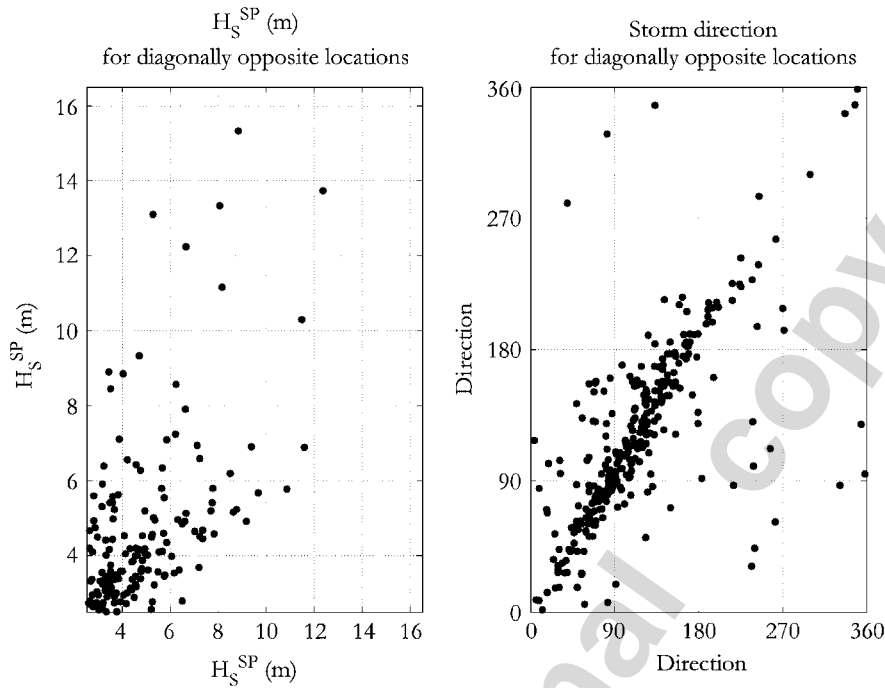 H_S^SP (m)
for diagonally opposite locations
16
14
12
10
8
6
4
H_S^SP (m)
4 6 8 10 12 14 16
H_S^SP (m)
Storm direction
for diagonally opposite locations
360
270
180
90
0
Direction
0 90 180 270 360
Direction
nal copy